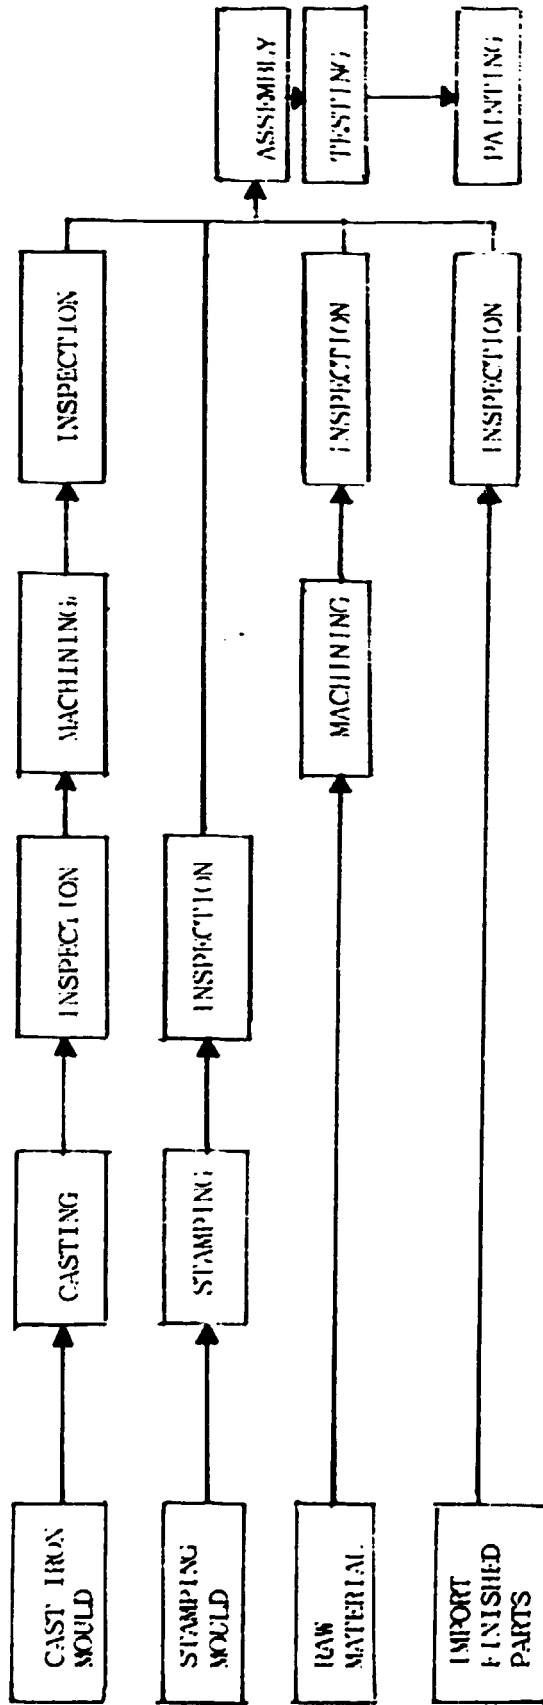 CAST IRON
MOULD
CASTING
INSPECTION
MACHINING
INSPECTION
STAMPING
MOULD
STAMPING
INSPECTION
RAW
MATERIAL
MACHINING
INSPECTION
IMPORT
FINISHED
PARTS
INSPECTION
ASSEMBLY
TESTING
PAINTING